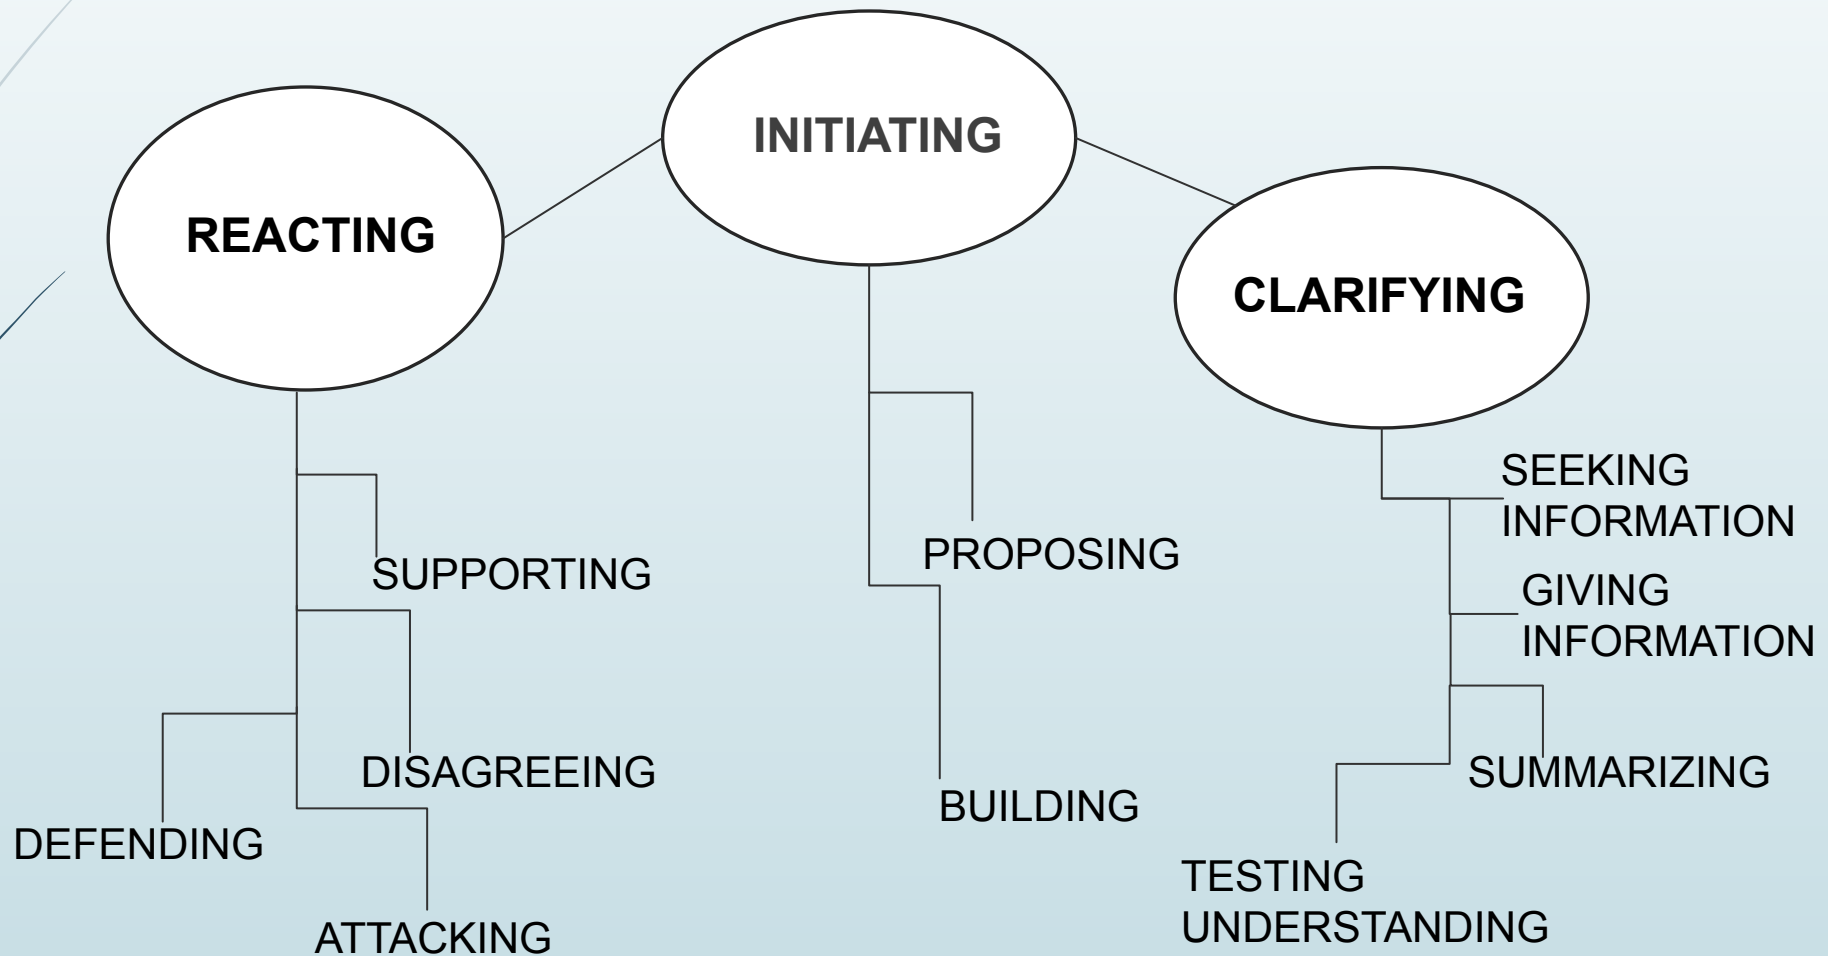 INITIATING
REACTING
CLARIFYING
SUPPORTING
DISAGREEING
DEFENDING
ATTACKING
PROPOSING
BUILDING
SEEKING
INFORMATION
GIVING
INFORMATION
SUMMARIZING
TESTING
UNDERSTANDING